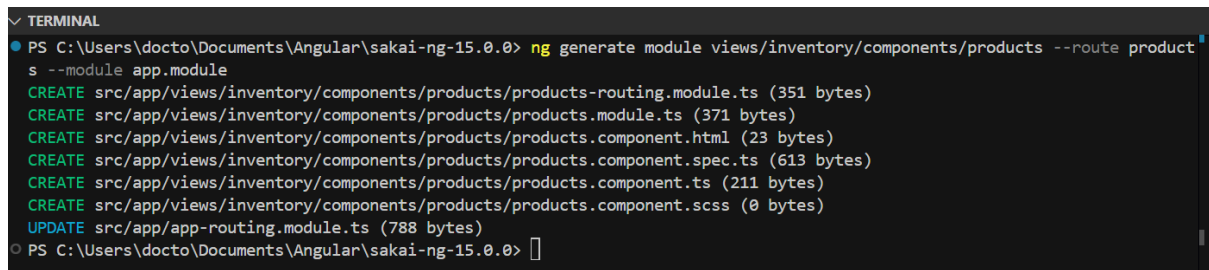 TERMINAL
PS C:\Users\docto\Documents\Angular\sakai-ng-15.0.0> ng generate module views/inventory/components/products --route product
s --module app.module
CREATE src/app/views/inventory/components/products/products-routing.module.ts (351 bytes)
CREATE src/app/views/inventory/components/products/products.module.ts (371 bytes)
CREATE src/app/views/inventory/components/products/products.component.html (23 bytes)
CREATE src/app/views/inventory/components/products/products.component.spec.ts (613 bytes)
CREATE src/app/views/inventory/components/products/products.component.ts (211 bytes)
CREATE src/app/views/inventory/components/products/products.component.scss (0 bytes)
UPDATE src/app/app-routing.module.ts (788 bytes)
PS C:\Users\docto\Documents\Angular\sakai-ng-15.0.0>